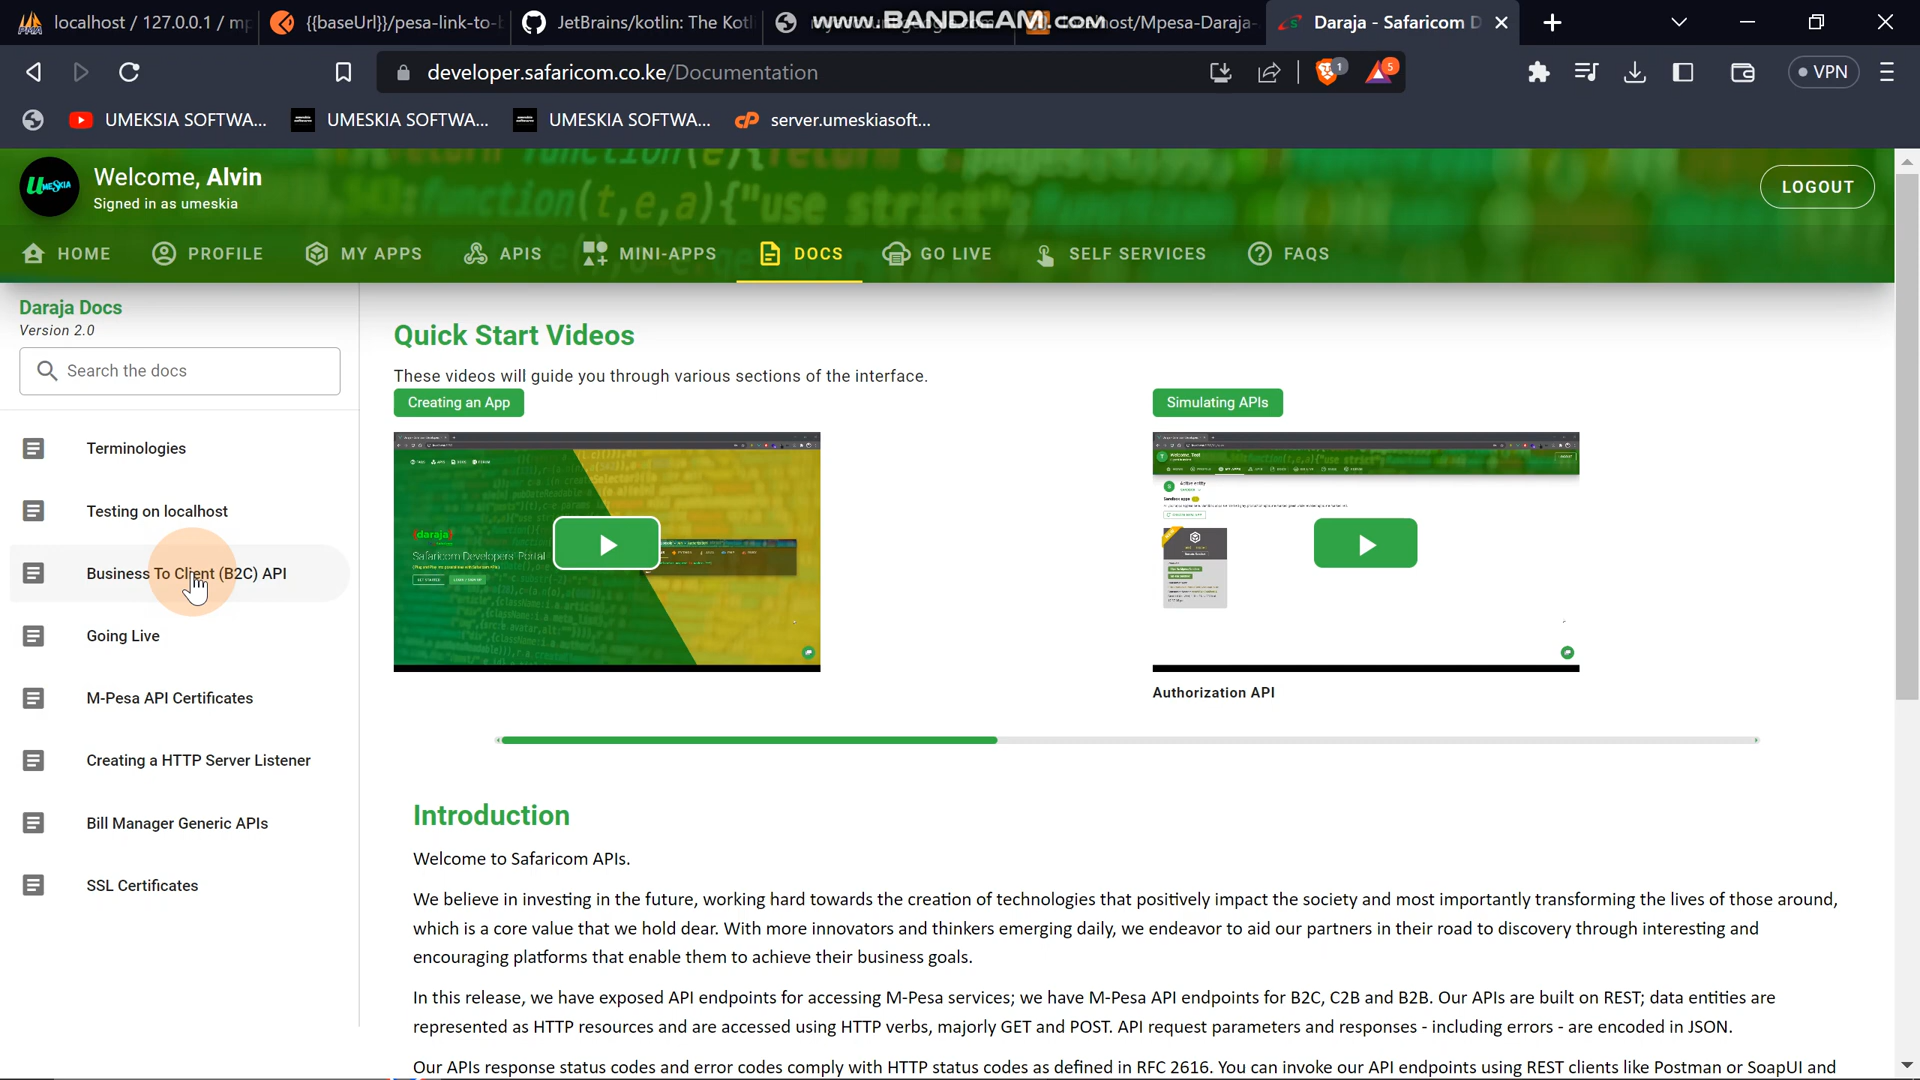 localhost / 127.0.0.1 / mp
{{baseUrl}}/pesa-link-to-b
JetBrains/kotlin: The Kotl
www.BANDICAM.com
host/Mpesa-Daraja-
Daraja - Safaricom D
developer.safaricom.co.ke/Documentation
1
5
VPN
UMEKSIA SOFTWA...
UMESKIA SOFTWA...
UMESKIA SOFTWA...
server.umeskiasoft...
UMESKIA
Welcome, Alvin
Signed in as umeskia
LOGOUT
HOME
PROFILE
MY APPS
APIS
MINI-APPS
DOCS
GO LIVE
SELF SERVICES
FAQS
Daraja Docs
Version 2.0
Search the docs
Terminologies
Testing on localhost
Business To Client (B2C) API
Going Live
M-Pesa API Certificates
Creating a HTTP Server Listener
Bill Manager Generic APIs
SSL Certificates
Quick Start Videos
These videos will guide you through various sections of the interface.
Creating an App
Simulating APIs
{daraja}
Safaricom Developers' Portal
Authorization API
Introduction
Welcome to Safaricom APIs.
We believe in investing in the future, working hard towards the creation of technologies that positively impact the society and most importantly transforming the lives of those around,
which is a core value that we hold dear. With more innovators and thinkers emerging daily, we endeavor to aid our partners in their road to discovery through interesting and
encouraging platforms that enable them to achieve their business goals.
In this release, we have exposed API endpoints for accessing M-Pesa services; we have M-Pesa API endpoints for B2C, C2B and B2B. Our APIs are built on REST; data entities are
represented as HTTP resources and are accessed using HTTP verbs, majorly GET and POST. API request parameters and responses - including errors - are encoded in JSON.
Our APIs response status codes and error codes comply with HTTP status codes as defined in RFC 2616. You can invoke our API endpoints using REST clients like Postman or SoapUI and